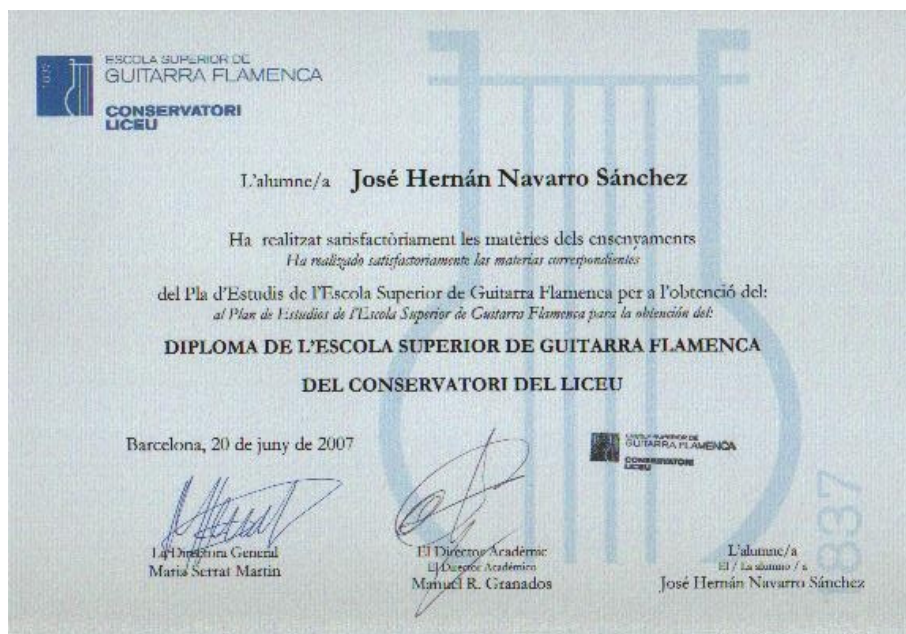 1837
ESCOLA SUPERIOR DE
GUITARRA FLAMENCA
CONSERVATORI
LICEU
L'alumne/a José Hernán Navarro Sánchez
Ha realitzat satisfactòriament les matèries dels ensenyaments
Ha realizado satisfactoriamente las materias correspondientes
del Pla d'Estudis de l'Escola Superior de Guitarra Flamenca per a l'obtenció del:
al Plan de Estudios de l'Escola Superior de Guitarra Flamenca para la obtención del:
DIPLOMA DE L'ESCOLA SUPERIOR DE GUITARRA FLAMENCA
DEL CONSERVATORI DEL LICEU
Barcelona, 20 de juny de 2007
ESCOLA SUPERIOR DE
GUITARRA FLAMENCA
CONSERVATORI
LICEU
1837
La Directora General
Maria Serrat Martin
El Director Acadèmic
El Director Académico
Manuel R. Granados
L'alumne/a
El / La alumno / a
José Hernán Navarro Sánchez